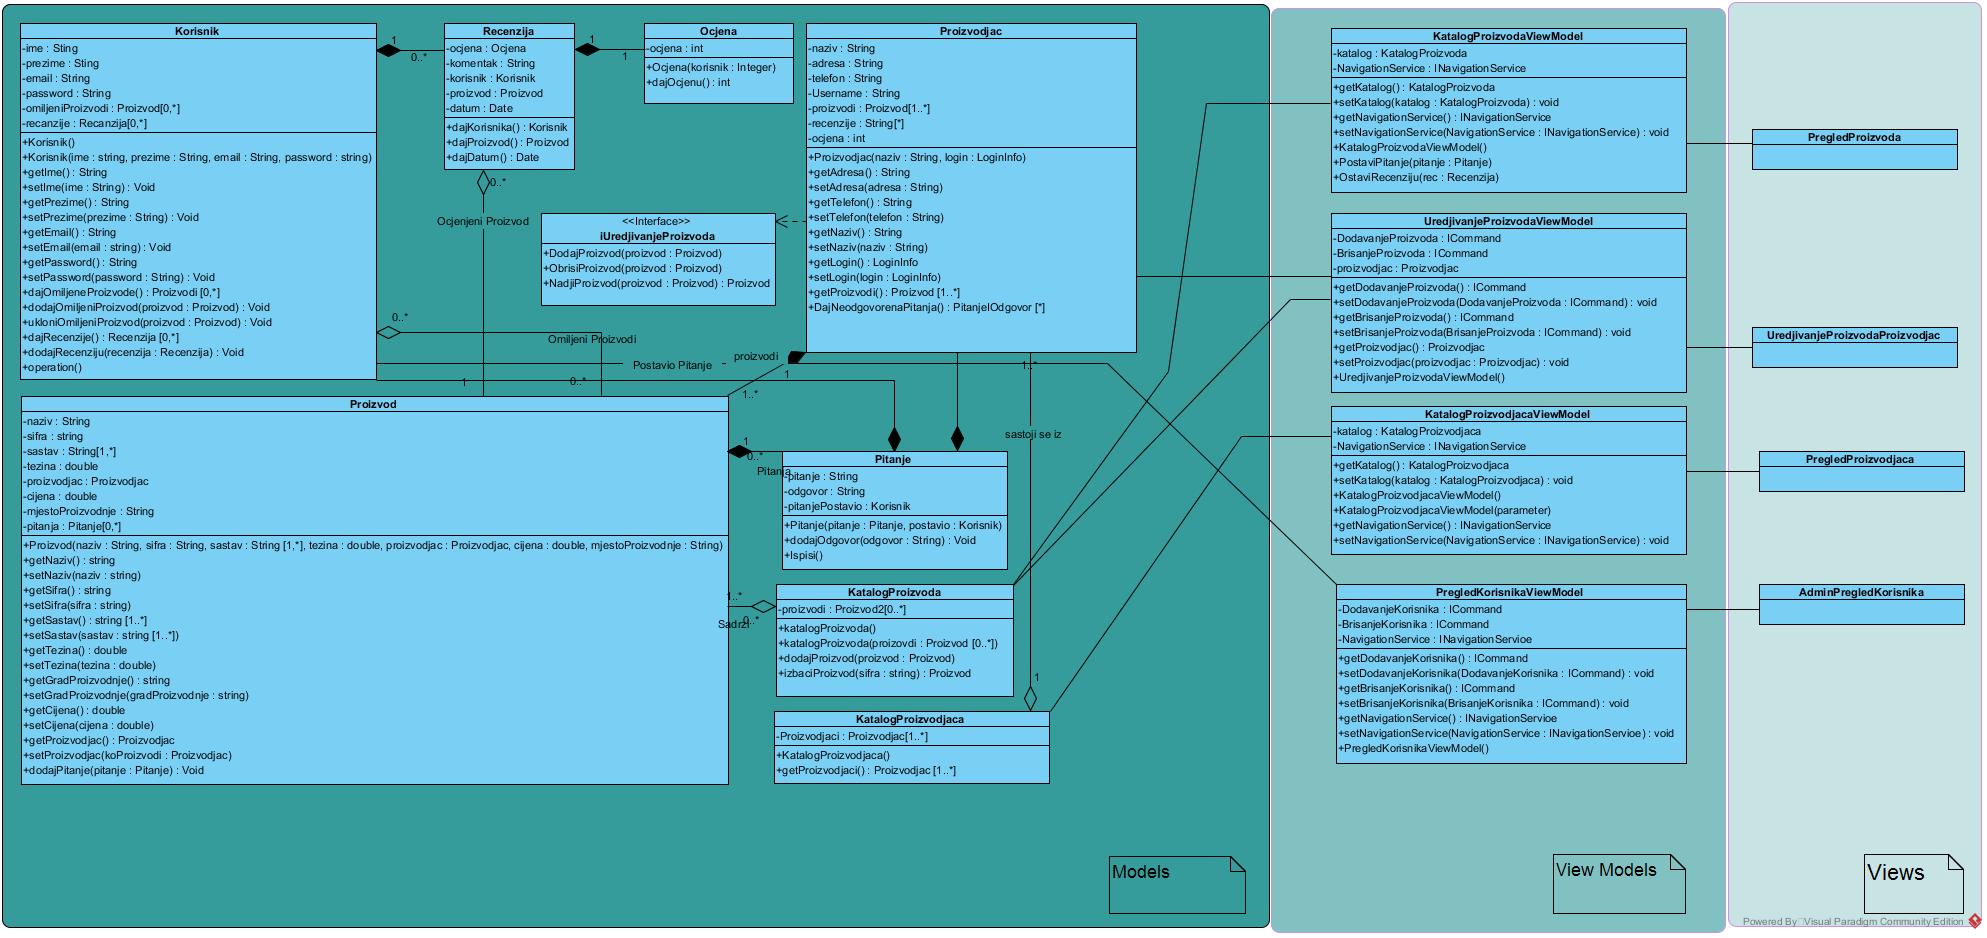 Korisnik
-ime : Sting
-prezime : Sting
-email : String
-password : String
-omiljeniProizvodi : Proizvod[0,*]
-recanzije : Recanzija[0,*]
+Korisnik()
+Korisnik(ime : string, prezime : String, email : String, password : string)
+getIme() : String
+setIme(ime : String) : Void
+getPrezime() : String
+setPrezime(prezime : String) : Void
+getEmail() : String
+setEmail(email : string) : Void
+getPassword() : String
+setPassword(password : String) : Void
+dajOmiljeneProizvode() : Proizvodi [0,*]
+dodajOmiljeniProizvod(proizvod : Proizvod) : Void
+ukloniOmiljeniProizvod(proizvod : Proizvod) : Void
+dajRecenzije() : Recenzija [0,*]
+dodajRecenziju(recenzija : Recenzija) : Void
+operation()
1
0..*
Recenzija
-ocjena : Ocjena
-komentak : String
-korisnik : Korisnik
-proizvod : Proizvod
-datum : Date
+dajKorisnika() : Korisnik
+dajProizvod() : Proizvod
+dajDatum() : Date
1
1
Ocjena
-ocjena : int
+Ocjena(korisnik : Integer)
+dajOcjenu() : int
0..*
Ocjenjeni Proizvod
<<Interface>>
iUredjivanjeProizvoda
+DodajProizvod(proizvod : Proizvod)
+ObrisiProizvod(proizvod : Proizvod)
+NadjiProizvod(proizvod : Proizvod) : Proizvod
Proizvodjac
-naziv : String
-adresa : String
-telefon : String
-Username : String
-proizvodi : Proizvod[1..*]
-recenzije : String[*]
-ocjena : int
+Proizvodjac(naziv : String, login : LoginInfo)
+getAdresa() : String
+setAdresa(adresa : String)
+getTelefon() : String
+setTelefon(telefon : String)
+getNaziv() : String
+setNaziv(naziv : String)
+getLogin() : LoginInfo
+setLogin(login : LoginInfo)
+getProizvodi() : Proizvod [1..*]
+DajNeodgovorenaPitanja() : PitanjeIOdgovor [*]
0..*
Omiljeni Proizvodi
Postavio Pitanje
proizvodi
1
0..*
1
1..*
1..*
sastoji se iz
Proizvod
-naziv : String
-sifra : string
-sastav : String[1,*]
-tezina : double
-proizvodjac : Proizvodjac
-cijena : double
-mjestoProizvodnje : String
-pitanja : Pitanje[0,*]
+Proizvod(naziv : String, sifra : String, sastav : String [1,*], tezina : double, proizvodjac : Proizvodjac, cijena : double, mjestoProizvodnje : String)
+getNaziv() : string
+setNaziv(naziv : string)
+getSifra() : string
+setSifra(sifra : string)
+getSastav() : string [1..*]
+setSastav(sastav : string [1..*])
+getTezina() : double
+setTezina(tezina : double)
+getGradProizvodnje() : string
+setGradProizvodnje(gradProizvodnje : string)
+getCijena() : double
+setCijena(cijena : double)
+getProizvodjac() : Proizvodjac
+setProizvodjac(koProizvodi : Proizvodjac)
+dodajPitanje(pitanje : Pitanje) : Void
1
0..*
Pitanja
Pitanje
-pitanje : String
-odgovor : String
-pitanjePostavio : Korisnik
+Pitanje(pitanje : Pitanje, postavio : Korisnik)
+dodajOdgovor(odgovor : String) : Void
+Ispisi()
1..*
0..*
Sadrzi
KatalogProizvoda
-proizvodi : Proizvod2[0..*]
+katalogProizvoda()
+katalogProizvoda(proizovdi : Proizvod [0..*])
+dodajProizvod(proizvod : Proizvod)
+izbaciProizvod(sifra : string) : Proizvod
1
KatalogProizvodjaca
-Proizvodjaci : Proizvodjac[1..*]
+KatalogProizvodjaca()
+getProizvodjaci() : Proizvodjac [1..*]
Models
KatalogProizvodaViewModel
-katalog : KatalogProizvoda
-NavigationService : INavigationService
+getKatalog() : KatalogProizvoda
+setKatalog(katalog : KatalogProizvoda) : void
+getNavigationService() : INavigationService
+setNavigationService(NavigationService : INavigationService) : void
+KatalogProizvodaViewModel()
+PostaviPitanje(pitanje : Pitanje)
+OstaviRecenziju(rec : Recenzija)
UredjivanjeProizvodaViewModel
-DodavanjeProizvoda : ICommand
-BrisanjeProizvoda : ICommand
-proizvodjac : Proizvodjac
+getDodavanjeProizvoda() : ICommand
+setDodavanjeProizvoda(DodavanjeProizvoda : ICommand) : void
+getBrisanjeProizvoda() : ICommand
+setBrisanjeProizvoda(BrisanjeProizvoda : ICommand) : void
+getProizvodjac() : Proizvodjac
+setProizvodjac(proizvodjac : Proizvodjac) : void
+UredjivanjeProizvodaViewModel()
KatalogProizvodjacaViewModel
-katalog : KatalogProizvodjaca
-NavigationService : INavigationService
+getKatalog() : KatalogProizvodjaca
+setKatalog(katalog : KatalogProizvodjaca) : void
+KatalogProizvodjacaViewModel()
+KatalogProizvodjacaViewModel(parameter)
+getNavigationService() : INavigationService
+setNavigationService(NavigationService : INavigationService) : void
PregledKorisnikaViewModel
-DodavanjeKorisnika : ICommand
-BrisanjeKorisnika : ICommand
-NavigationService : INavigationServioe
+getDodavanjeKorisnika() : ICommand
+setDodavanjeKorisnika(DodavanjeKorisnika : ICommand) : void
+getBrisanjeKorisnika() : ICommand
+setBrisanjeKorisnika(BrisanjeKorisnika : ICommand) : void
+getNavigationService() : INavigationServioe
+setNavigationService(NavigationService : INavigationServioe) : void
+PregledKorisnikaViewModel()
View Models
PregledProizvoda
UredjivanjeProizvodaProizvodjac
PregledProizvodjaca
AdminPregledKorisnika
Views
Powered By Visual Paradigm Community Edition